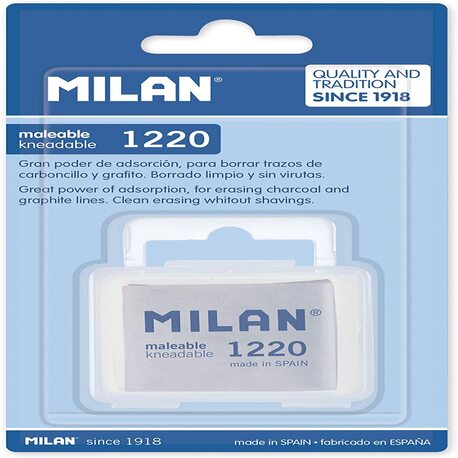 MILAN®
QUALITY AND
TRADITION
SINCE 1918
maleable
kneadable
1220
Gran poder de adsorción, para borrar trazos de
carboncillo y grafito. Borrado limpio y sin virutas.
Great power of adsorption, for erasing charcoal and
graphite lines. Clean erasing whitout shavings.
MILAN®
maleable
kneadable
1220
made in SPAIN
MILAN® since 1918
made in SPAIN • fabricado en ESPAÑA